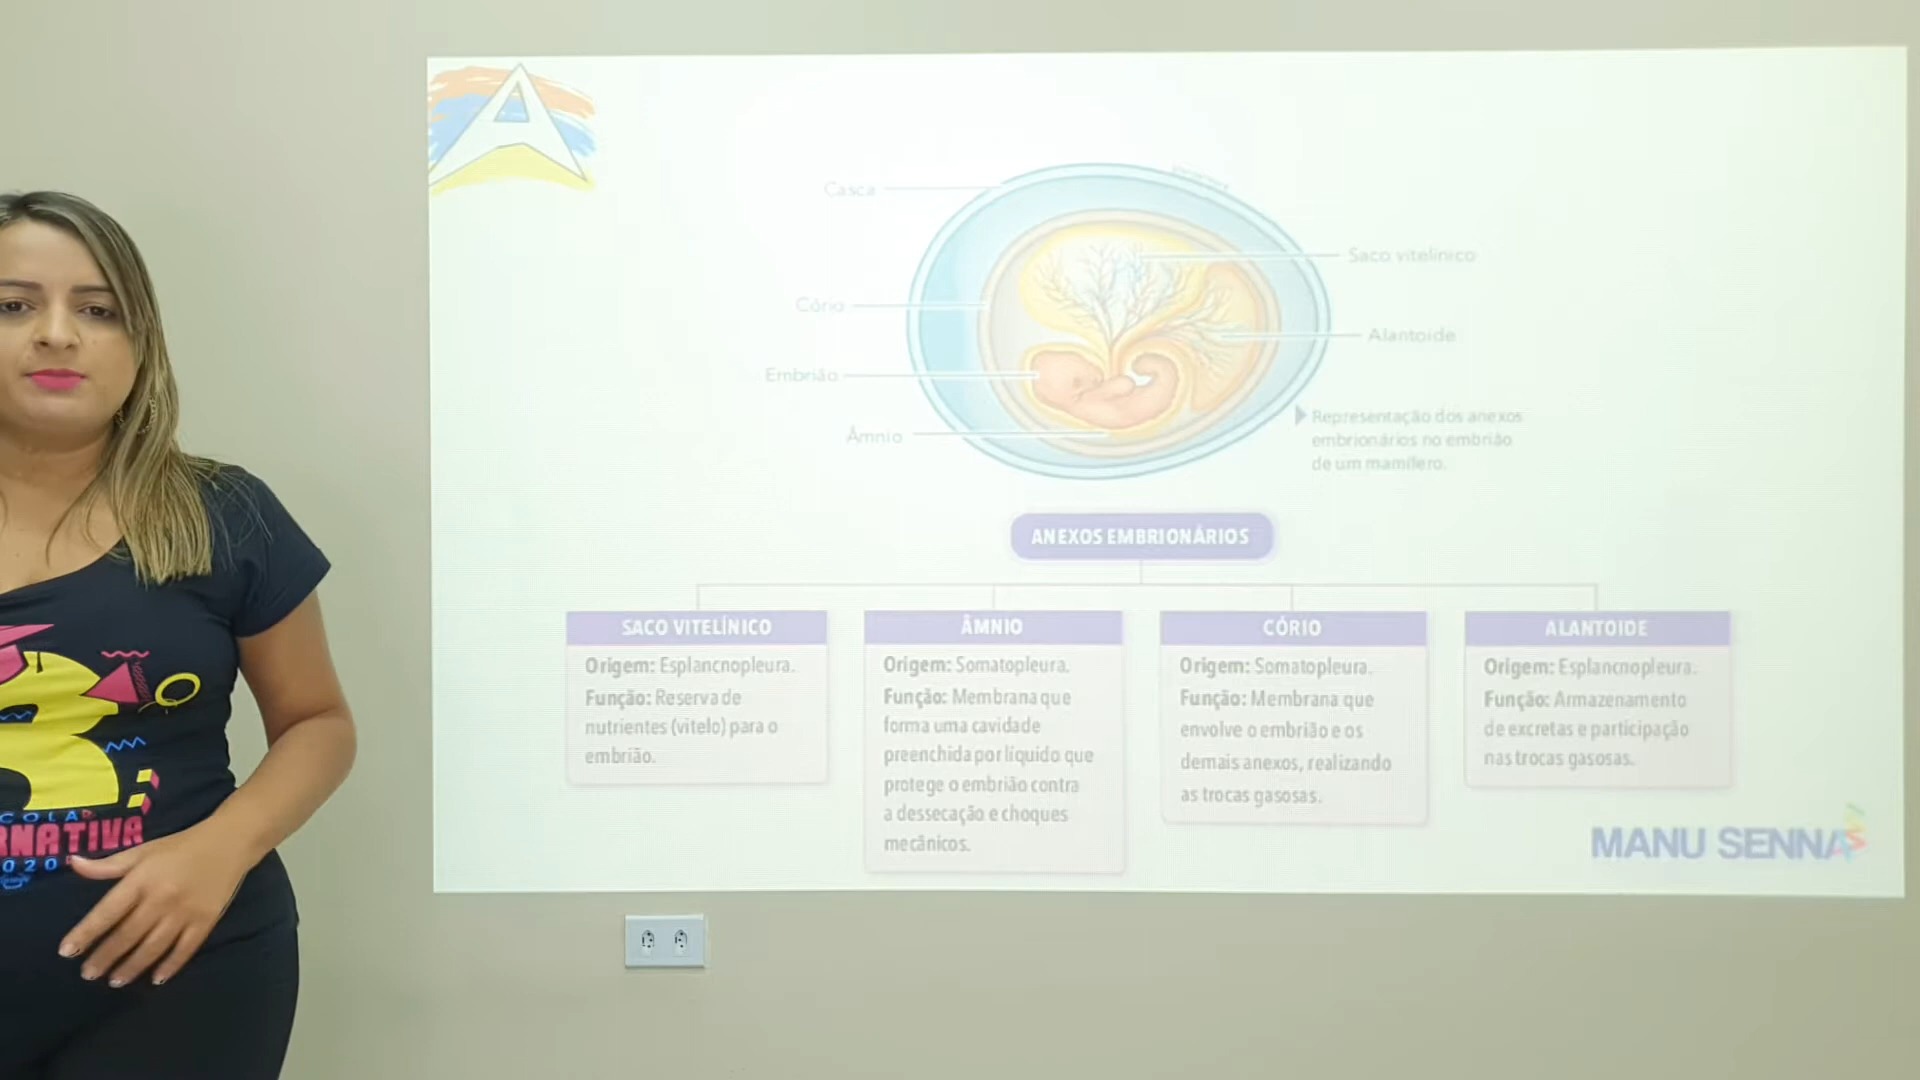 Casca
Saco vitelínico
Cório
Alantoide
Embrião
Âmnio
Representação dos anexos
embrionários no embrião
de um mamífero.
ANEXOS EMBRIONÁRIOS
SACO VITELÍNICO
Origem: Esplancnopleura.
Função: Reserva de
nutrientes (vitelo) para o
embrião.
ÂMNIO
Origem: Somatopleura.
Função: Membrana que
forma uma cavidade
preenchida por líquido que
protege o embrião contra
a dessecação e choques
mecânicos.
CÓRIO
Origem: Somatopleura.
Função: Membrana que
envolve o embrião e os
demais anexos, realizando
as trocas gasosas.
ALANTOIDE
Origem: Esplancnopleura.
Função: Armazenamento
de excretas e participação
nas trocas gasosas.
MANU SENNA
COLA
RNATIVA
020